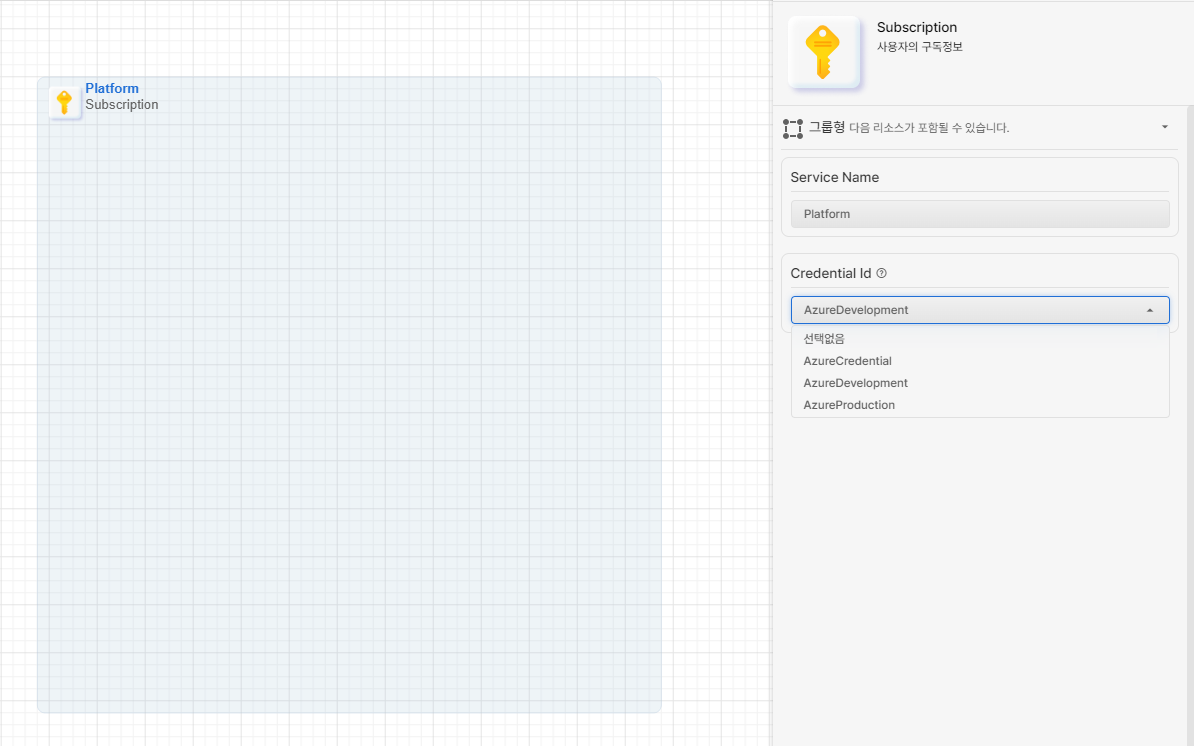 Platform
Subscription
Subscription
사용자의 구독정보
그룹형 다음 리소스가 포함될 수 있습니다.
Service Name
Platform
Credential Id ?
AzureDevelopment
선택없음
AzureCredential
AzureDevelopment
AzureProduction